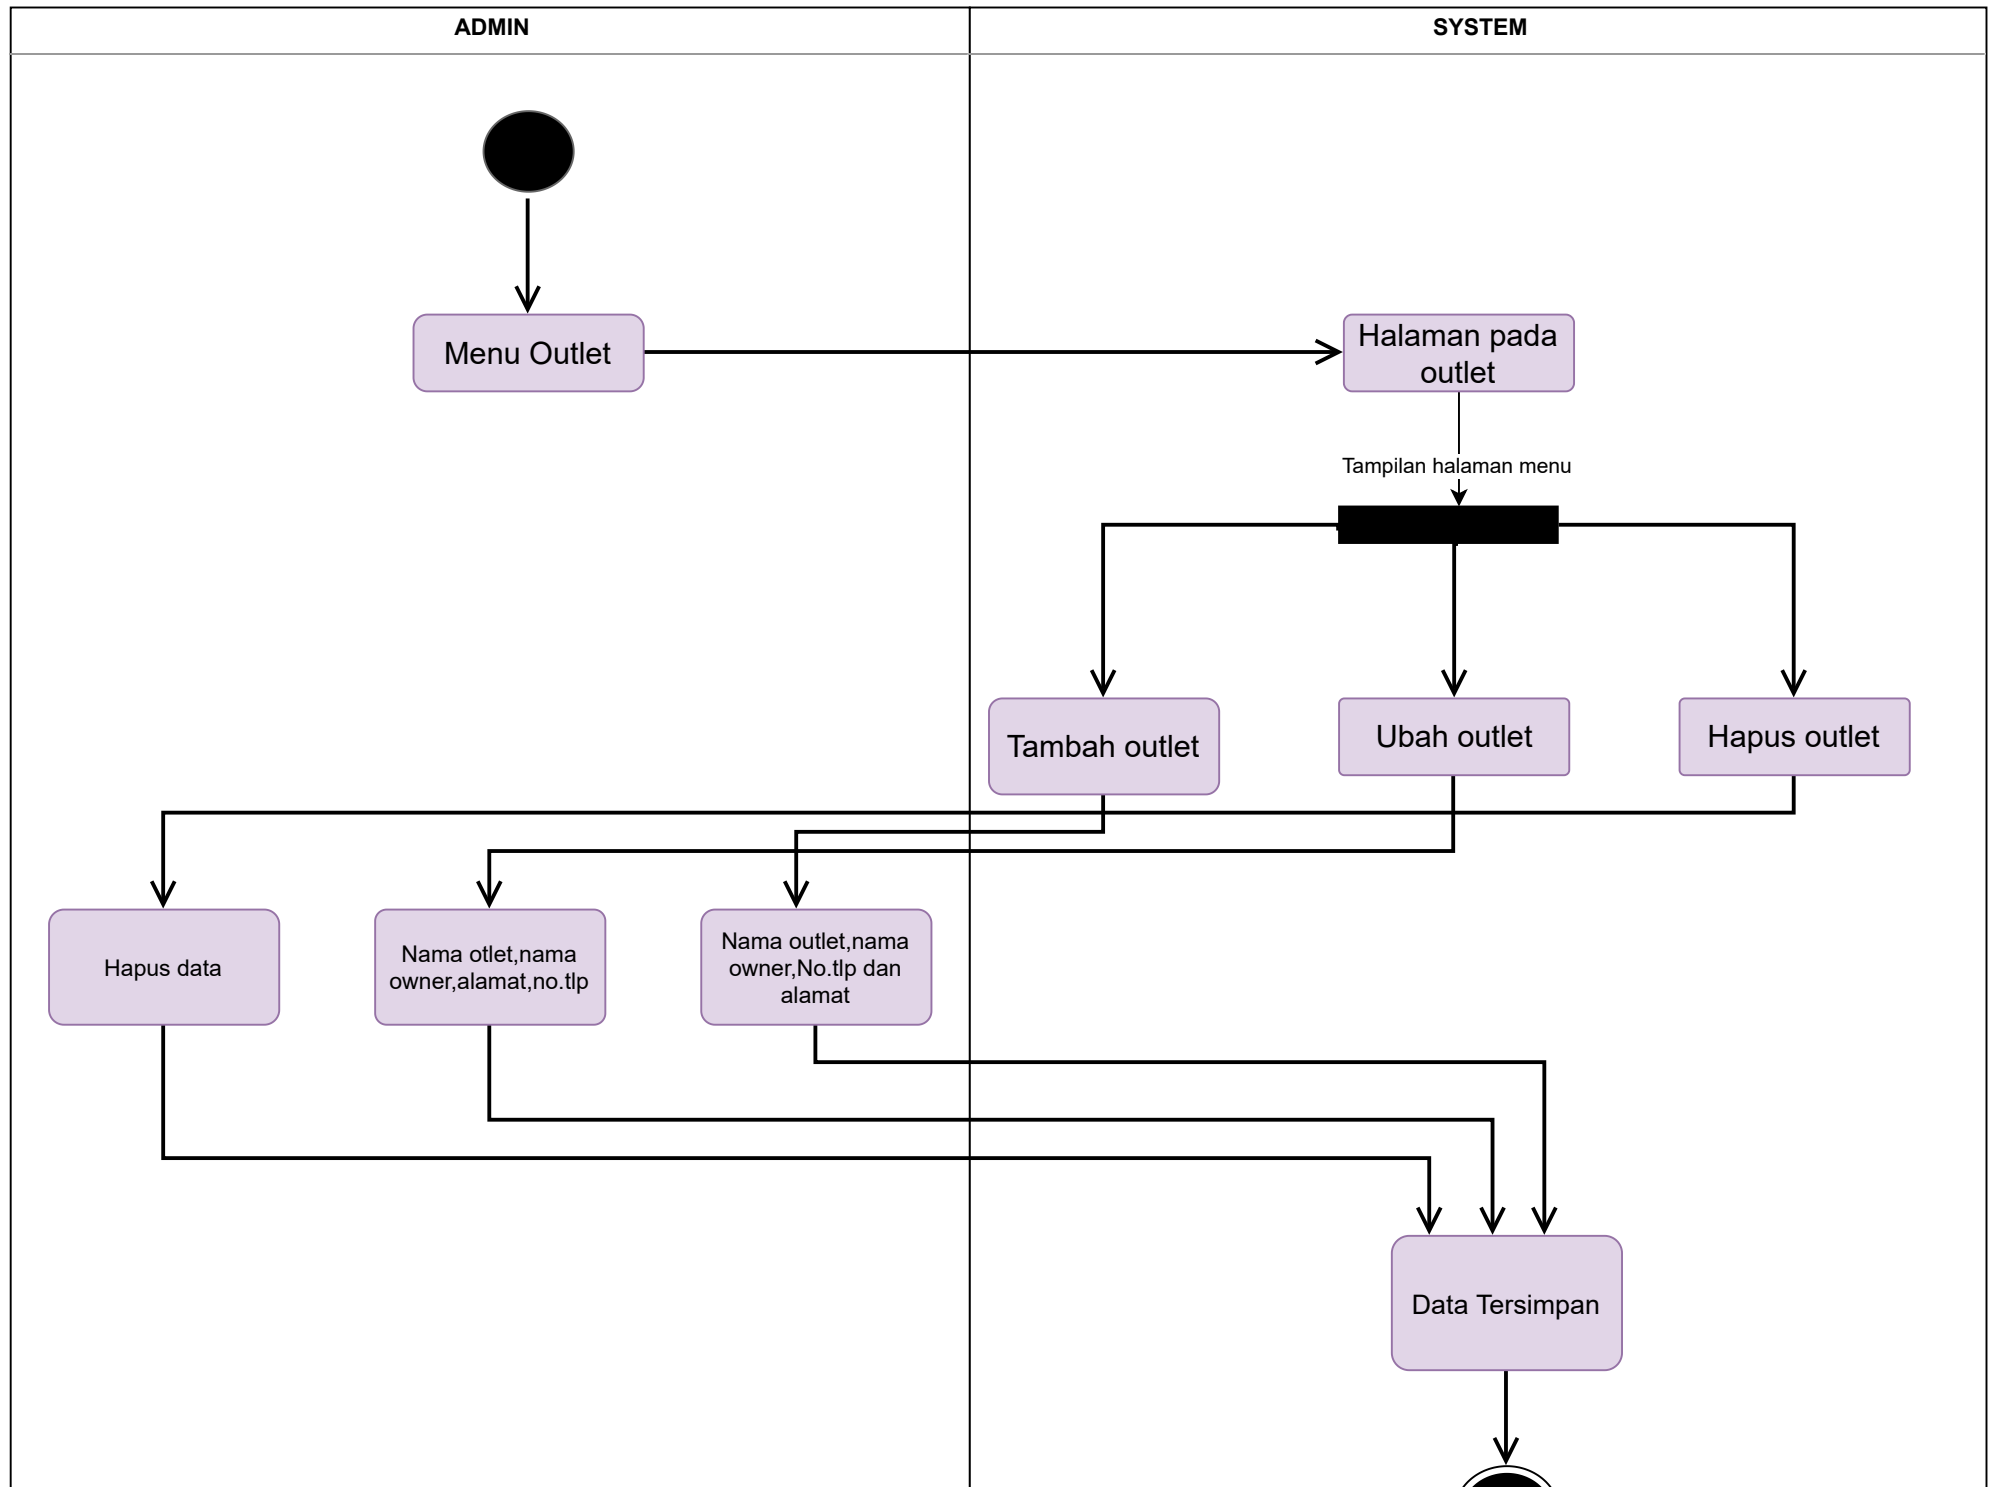 ADMIN
SYSTEM
Menu Outlet
Halaman pada
outlet
Tampilan halaman menu
Tambah outlet
Ubah outlet
Hapus outlet
Hapus data
Nama otlet,nama
owner,alamat,no.tlp
Nama outlet,nama
owner,No.tlp dan
alamat
Data Tersimpan